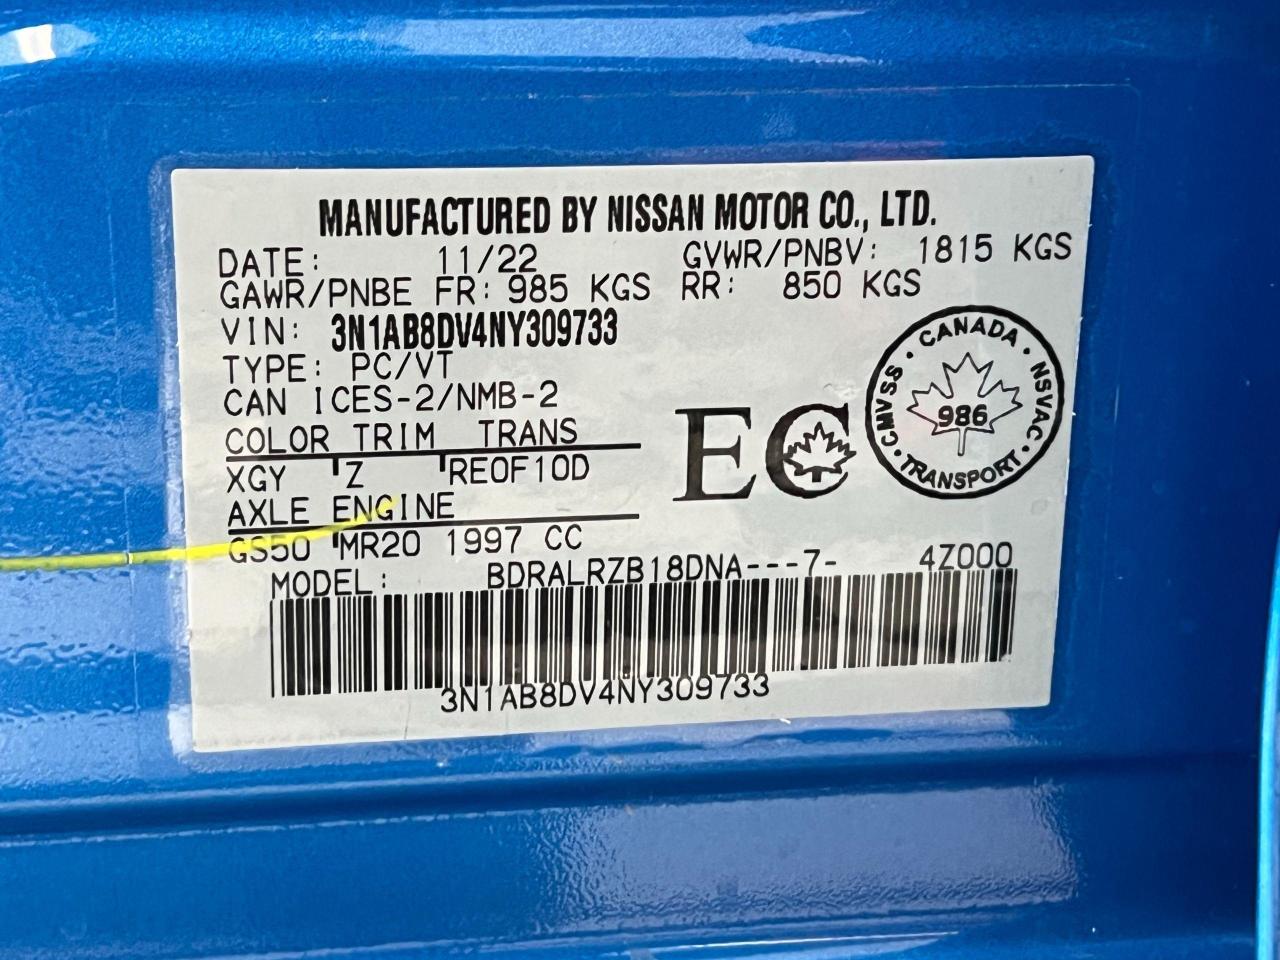 MANUFACTURED BY NISSAN MOTOR CO., LTD.
DATE: 11/22 GVWR/PNBV: 1815 KGS
GAWR/PNBE FR: 985 KGS RR: 850 KGS
VIN: 3N1AB8DV4NY309733
TYPE: PC/VT
CAN ICES-2/NMB-2
COLOR TRIM TRANS
XGY Z RE0F10D
AXLE ENGINE
GS50 MR20 1997 CC
MODEL: BDRALRZB18DNA---7- 4Z000
3N1AB8DV4NY309733
EC
CANADA · NSVAC · TRANSPORT · CMVSS ·
986